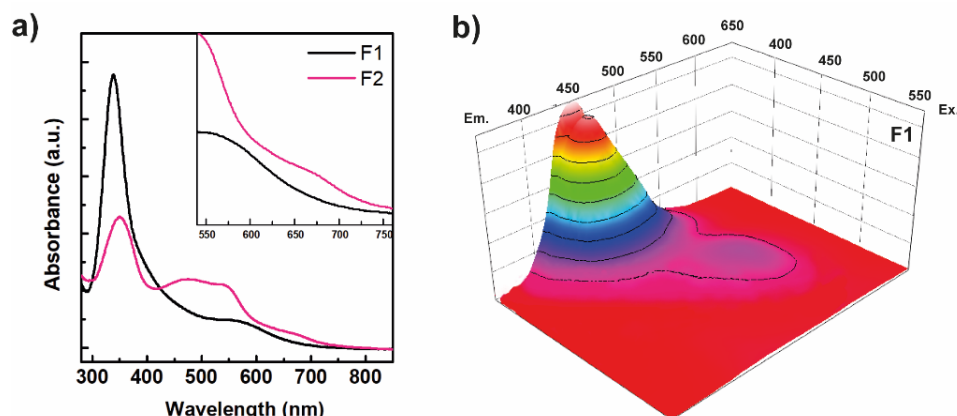 a)
Absorbance (a.u.)
F1
F2
550 600 650 700 750
300 400 500 600 700 800
Wavelength (nm)
b)
Em.
400 450 500 550 600 650
400 450 500 550
Ex.
F1